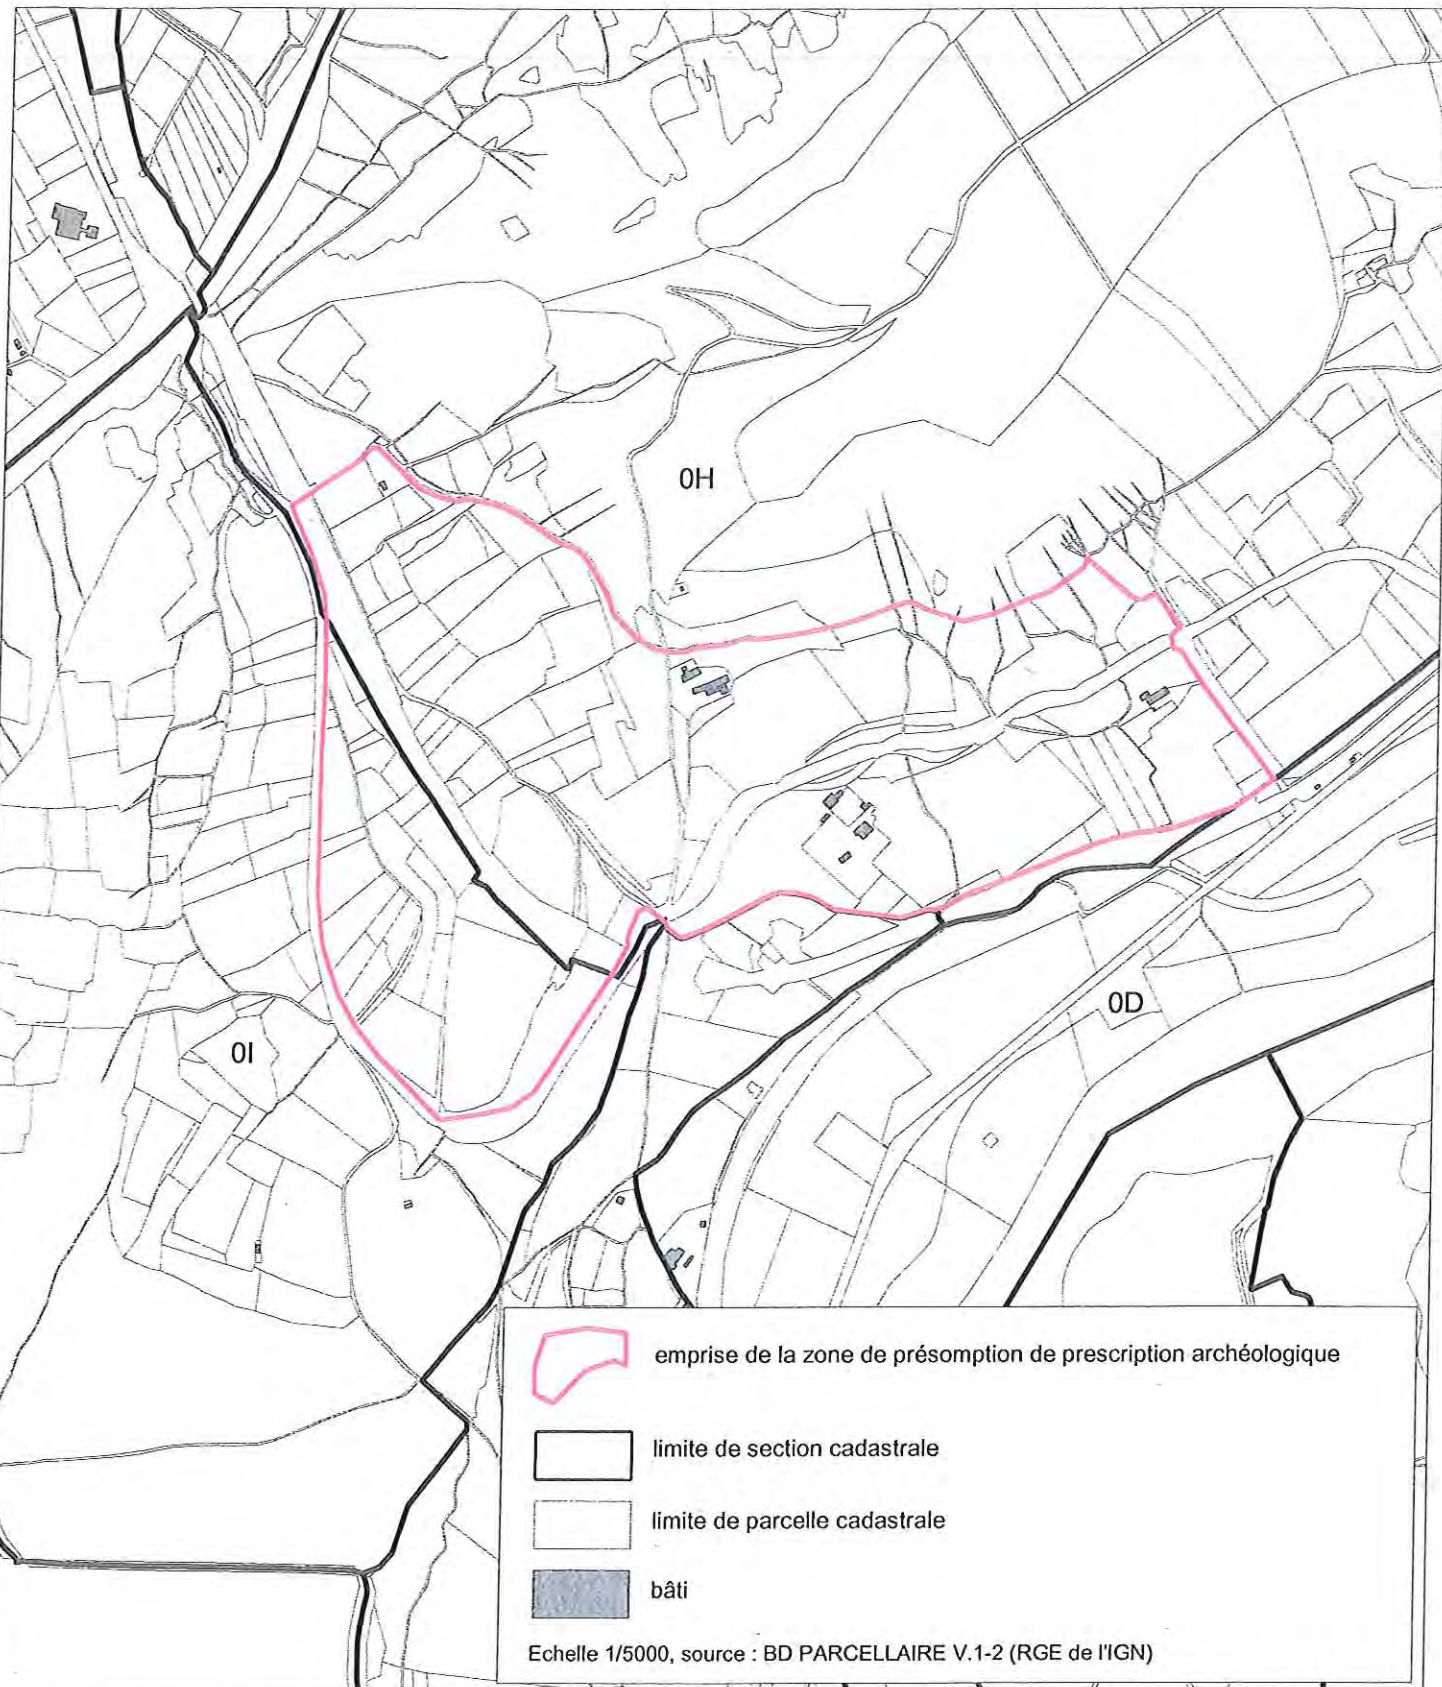 0H
0D
0I
emprise de la zone de présomption de prescription archéologique
limite de section cadastrale
limite de parcelle cadastrale
bâti
Echelle 1/5000, source : BD PARCELLAIRE V.1-2 (RGE de l'IGN)